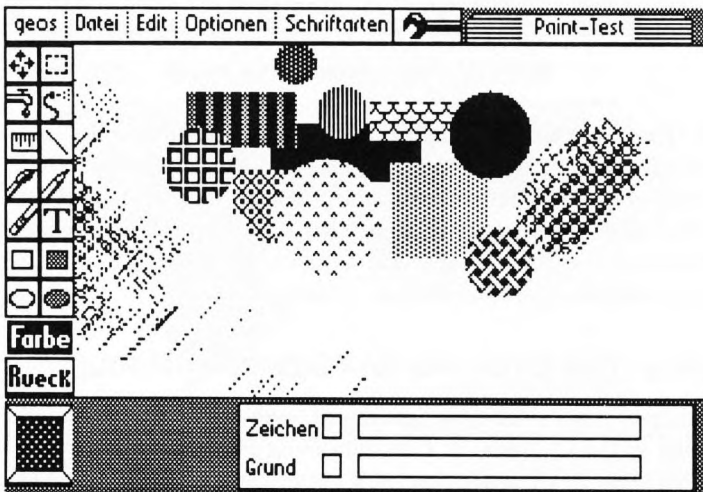 geos Datei Edit Optionen Schriftarten Paint-Test
T
Farbe
Rueck
Zeichen
Grund